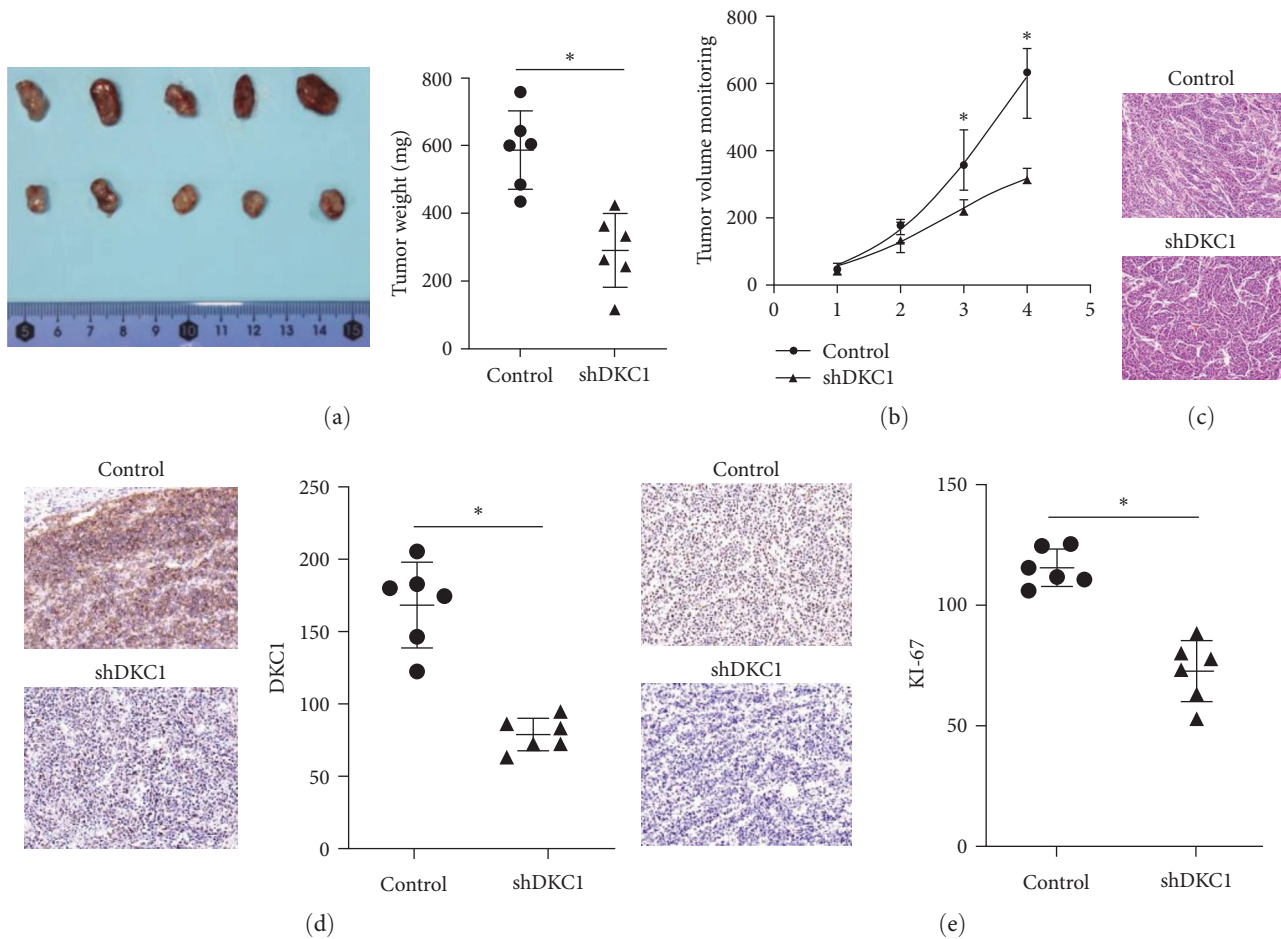 800
600
400
200
0
Tumor weight (mg)
*
Control
shDKC1
5 6 7 8 9 10 11 12 13 14 15
(a)
800
600
400
200
0
Tumor volume monitoring
*
*
0 1 2 3 4 5
Control
shDKC1
(b)
Control
shDKC1
(c)
Control
shDKC1
250
200
150
100
50
0
DKC1
*
Control
shDKC1
(d)
Control
shDKC1
150
100
50
0
KI-67
*
Control
shDKC1
(e)